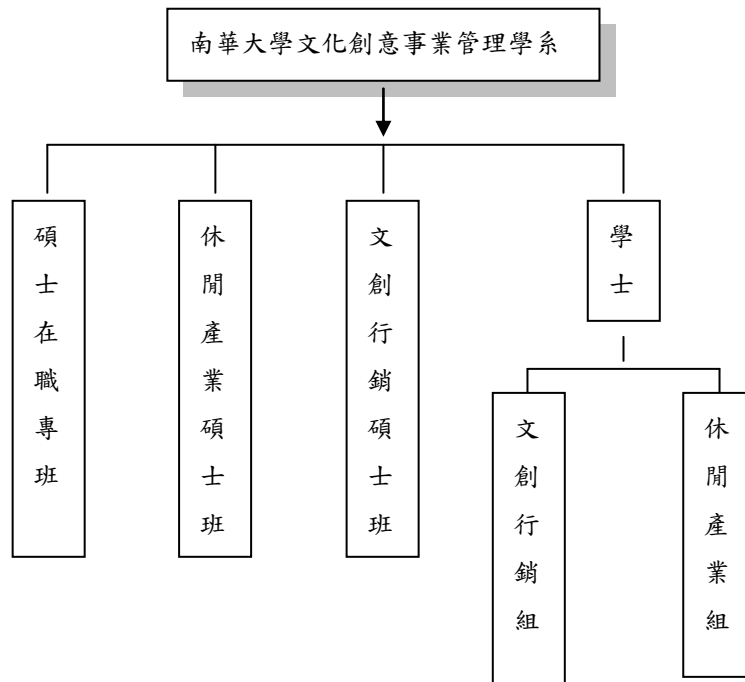 南華大學文化創意事業管理學系
碩士在職專班
休閒產業碩士班
文創行銷碩士班
學士
文創行銷組
休閒產業組